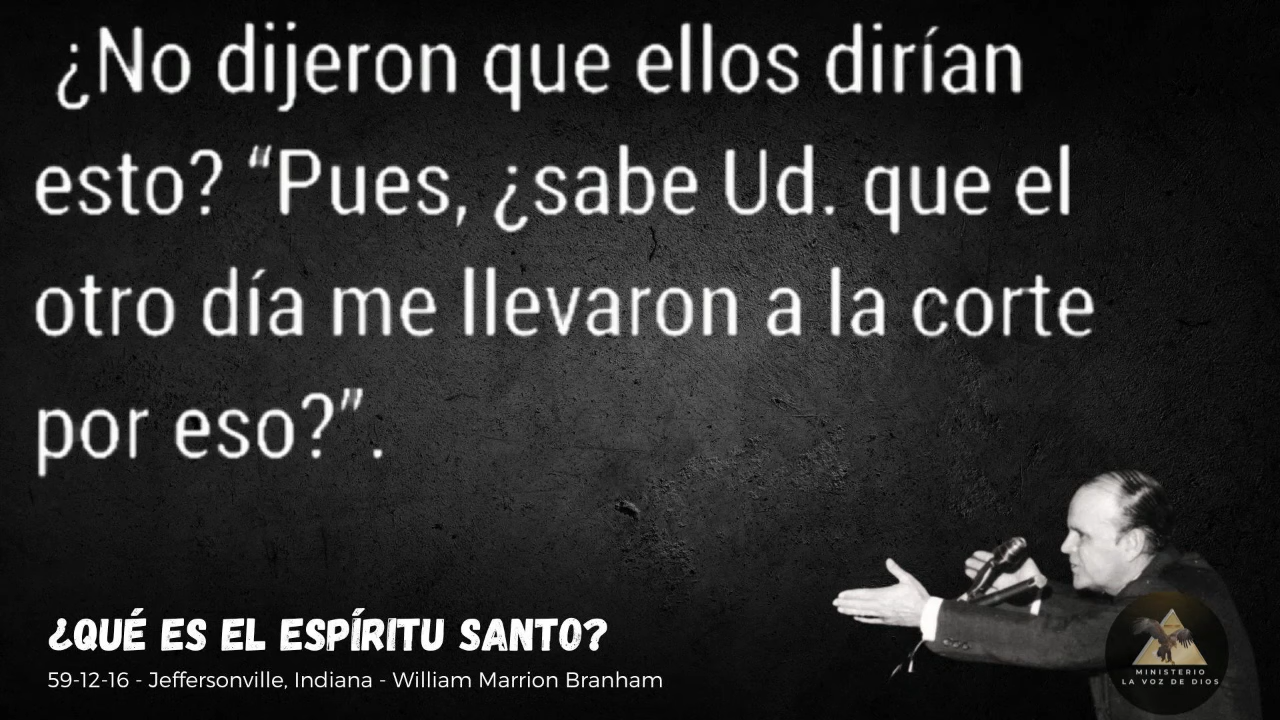 ¿No dijeron que ellos dirían
esto? “Pues, ¿sabe Ud. que el
otro día me llevaron a la corte
por eso?”.
¿QUÉ ES EL ESPÍRITU SANTO?
59-12-16 - Jeffersonville, Indiana - William Marrion Branham
MINISTERIO
LA VOZ DE DIOS